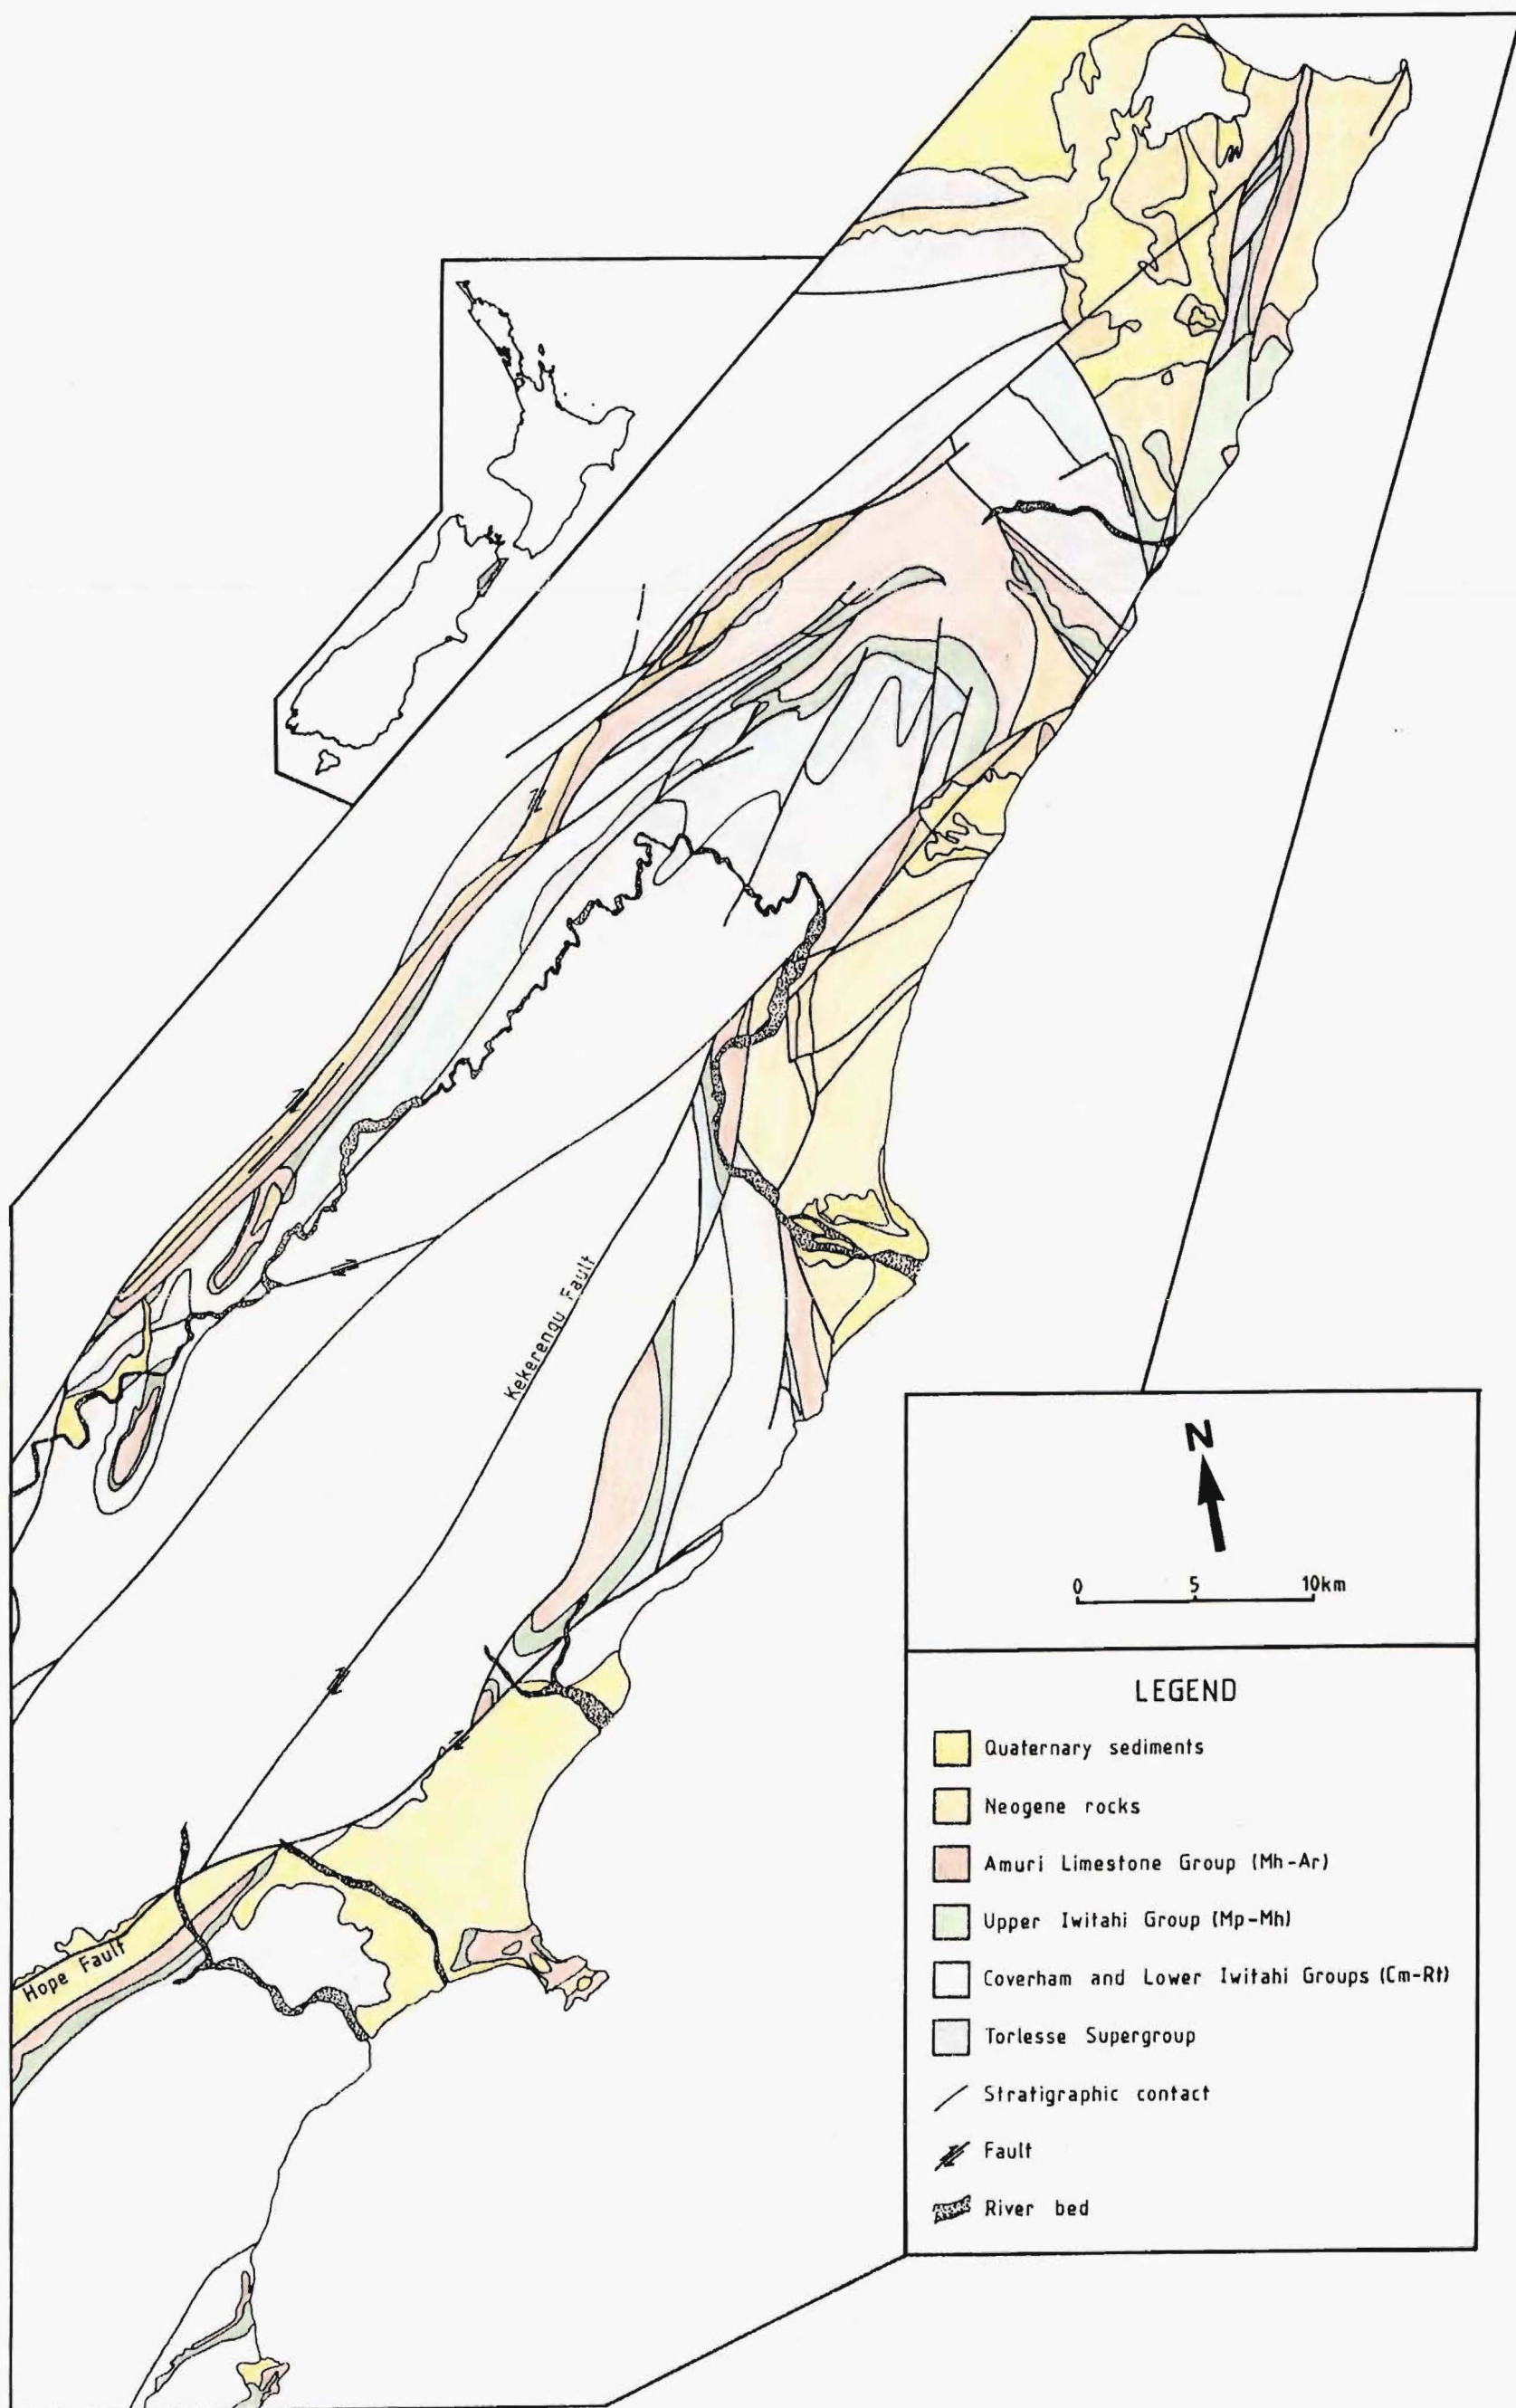 Kekerengu Fault
Hope Fault
N
0 5 10km
LEGEND
Quaternary sediments
Neogene rocks
Amuri Limestone Group (Mh-Ar)
Upper Iwitahi Group (Mp-Mh)
Coverham and Lower Iwitahi Groups (Cm-Rt)
Torlesse Supergroup
Stratigraphic contact
Fault
River bed